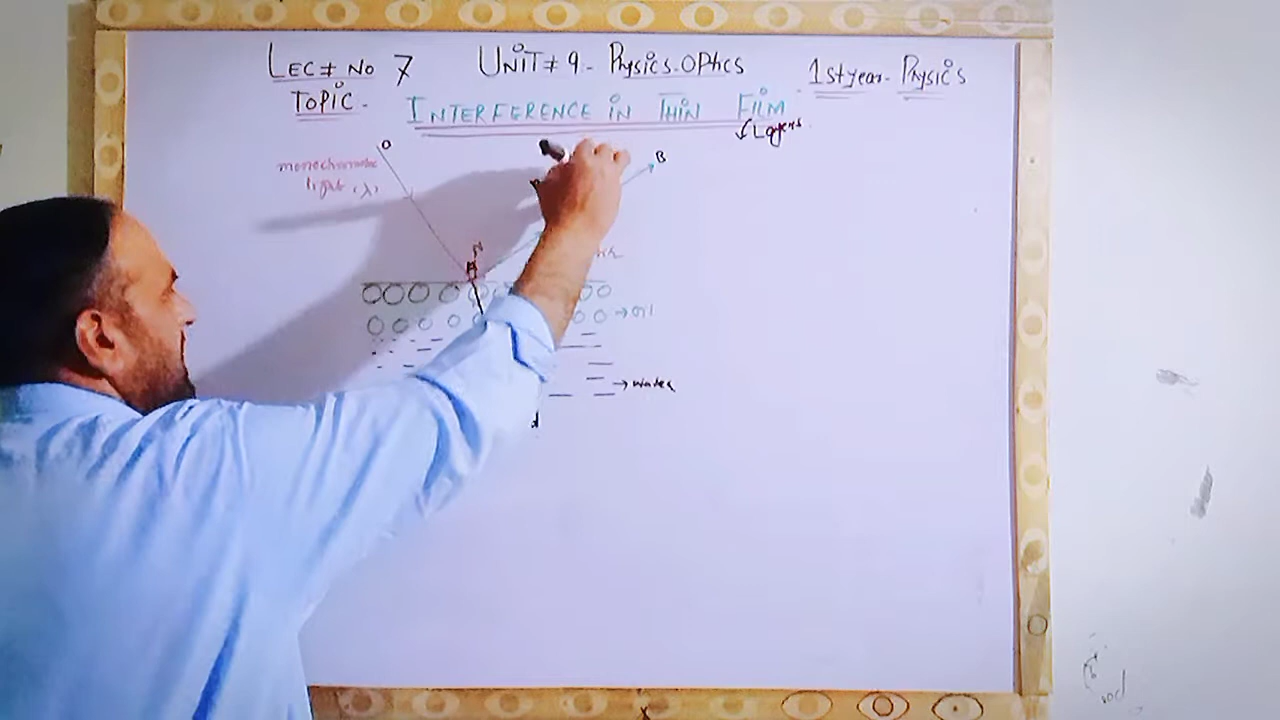 LEC # NO 7 UNIT # 9 - PHYSICS-OPTICS 1st year - PHYSICS
TOPIC - INTERFERENCE IN THIN FILM
Layers
O
B
monochromatic
light (λ)
→ oil
→ water